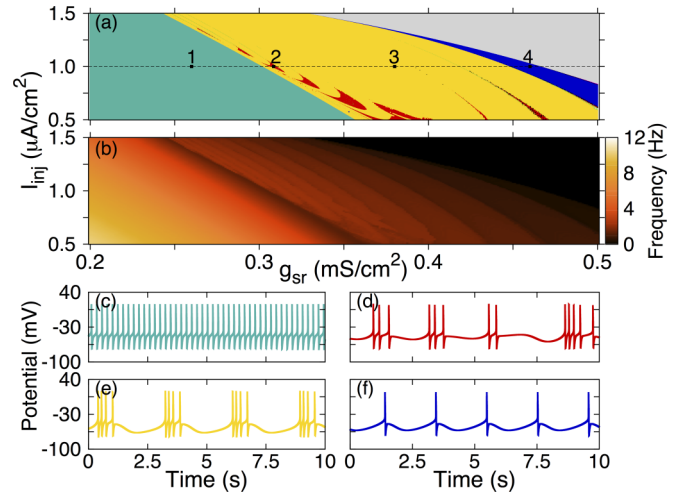 1.5 (a)
1 2 3 4
1.0
0.5
1.5 (b) 12
1.0 8
4
0.5 0
I_inj (μA/cm²)
Frequency (Hz)
0.2 0.3 0.4 0.5
g_sr (mS/cm²)
40 (c) (d)
-30
-100
40 (e) (f)
-30
-100
Potential (mV)
0 2.5 5 7.5 10 0 2.5 5 7.5 10
Time (s) Time (s)